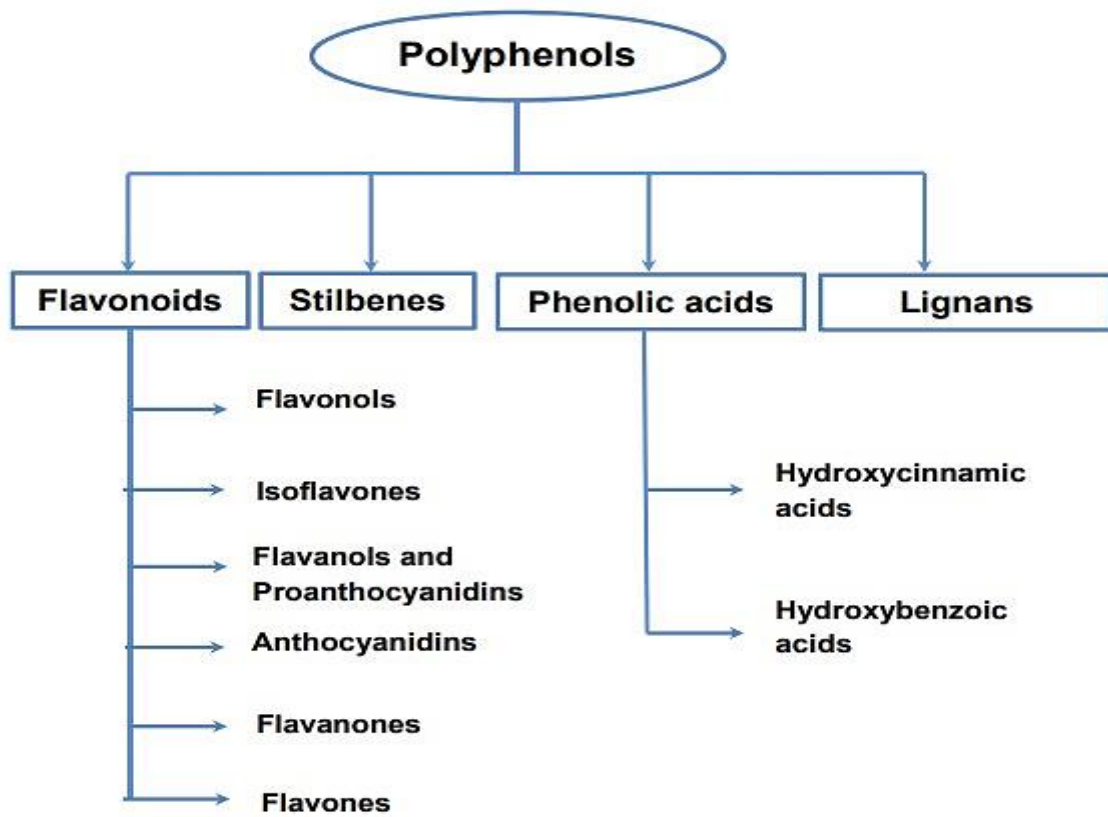 Polyphenols
Flavonoids
Stilbenes
Phenolic acids
Lignans
Flavonols
Isoflavones
Flavanols and
Proanthocyanidins
Anthocyanidins
Flavanones
Flavones
Hydroxycinnamic
acids
Hydroxybenzoic
acids